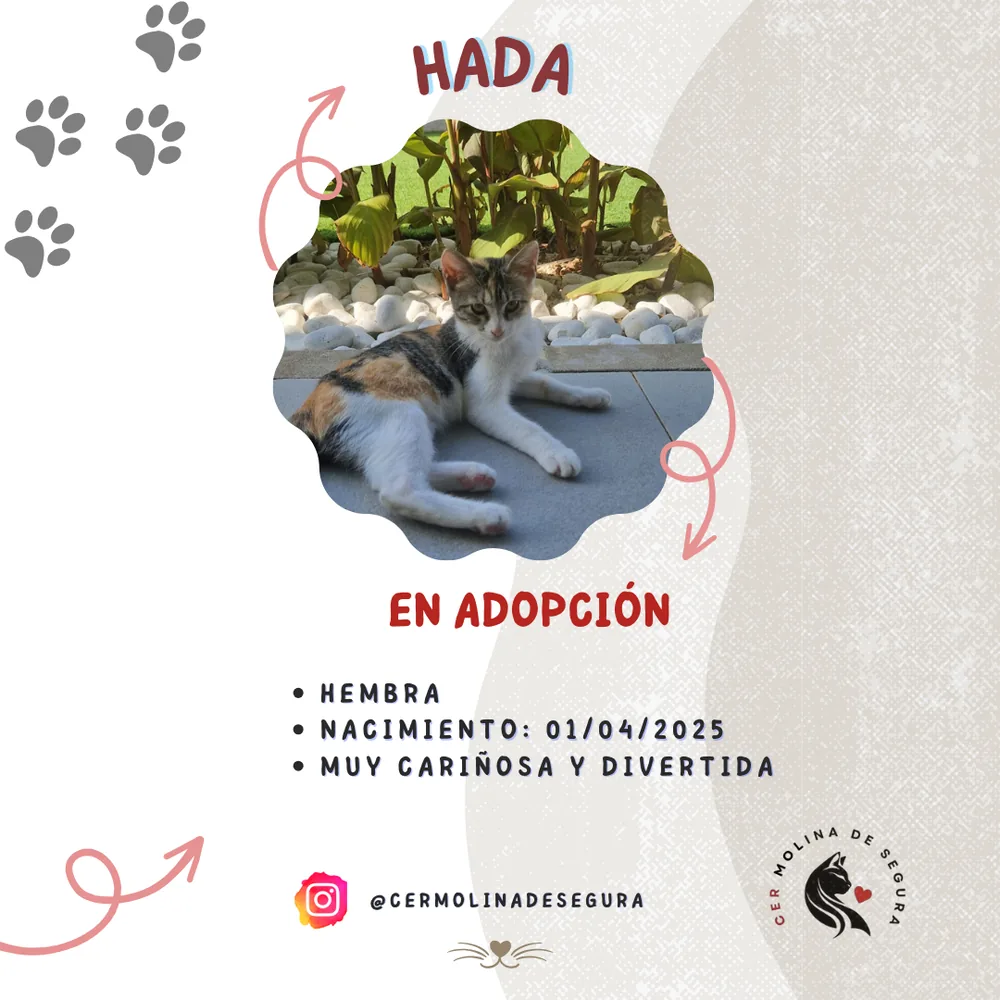 HADA
EN ADOPCIÓN
• HEMBRA
• NACIMIENTO: 01/04/2025
• MUY CARIÑOSA Y DIVERTIDA
@CERMOLINADESEGURA
CER MOLINA DE SEGURA